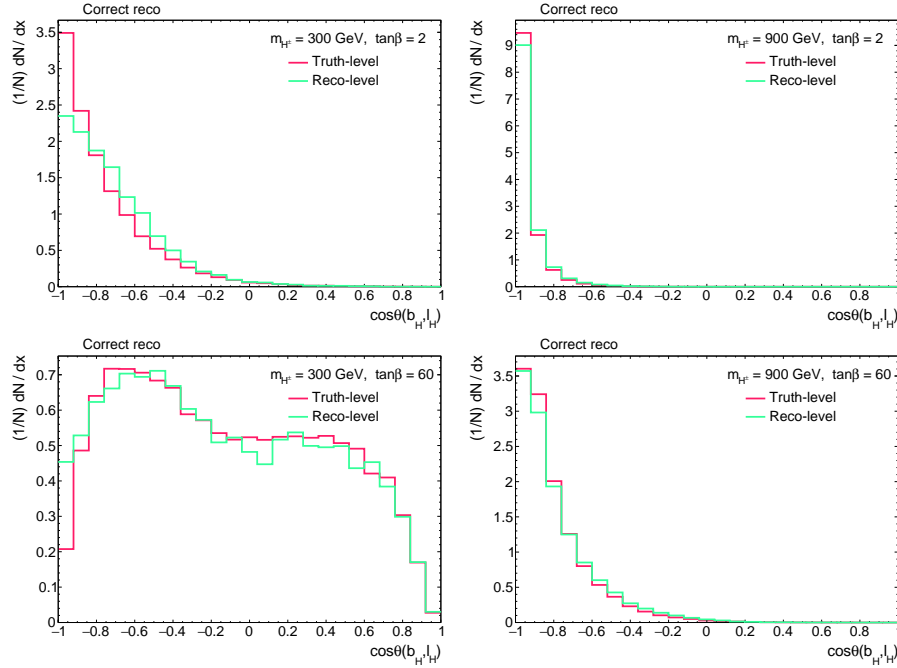 Correct reco
(1/N) dN / dx
3.5
3
2.5
2
1.5
1
0.5
0
m_H± = 300 GeV, tanβ = 2
Truth-level
Reco-level
−1 −0.8 −0.6 −0.4 −0.2 0 0.2 0.4 0.6 0.8 1
cosθ(b_H,l_H)
Correct reco
(1/N) dN / dx
9
8
7
6
5
4
3
2
1
0
m_H± = 900 GeV, tanβ = 2
Truth-level
Reco-level
−1 −0.8 −0.6 −0.4 −0.2 0 0.2 0.4 0.6 0.8 1
cosθ(b_H,l_H)
Correct reco
(1/N) dN / dx
0.7
0.6
0.5
0.4
0.3
0.2
0.1
0
m_H± = 300 GeV, tanβ = 60
Truth-level
Reco-level
−1 −0.8 −0.6 −0.4 −0.2 0 0.2 0.4 0.6 0.8 1
cosθ(b_H,l_H)
Correct reco
(1/N) dN / dx
3.5
3
2.5
2
1.5
1
0.5
0
m_H± = 900 GeV, tanβ = 60
Truth-level
Reco-level
−1 −0.8 −0.6 −0.4 −0.2 0 0.2 0.4 0.6 0.8 1
cosθ(b_H,l_H)